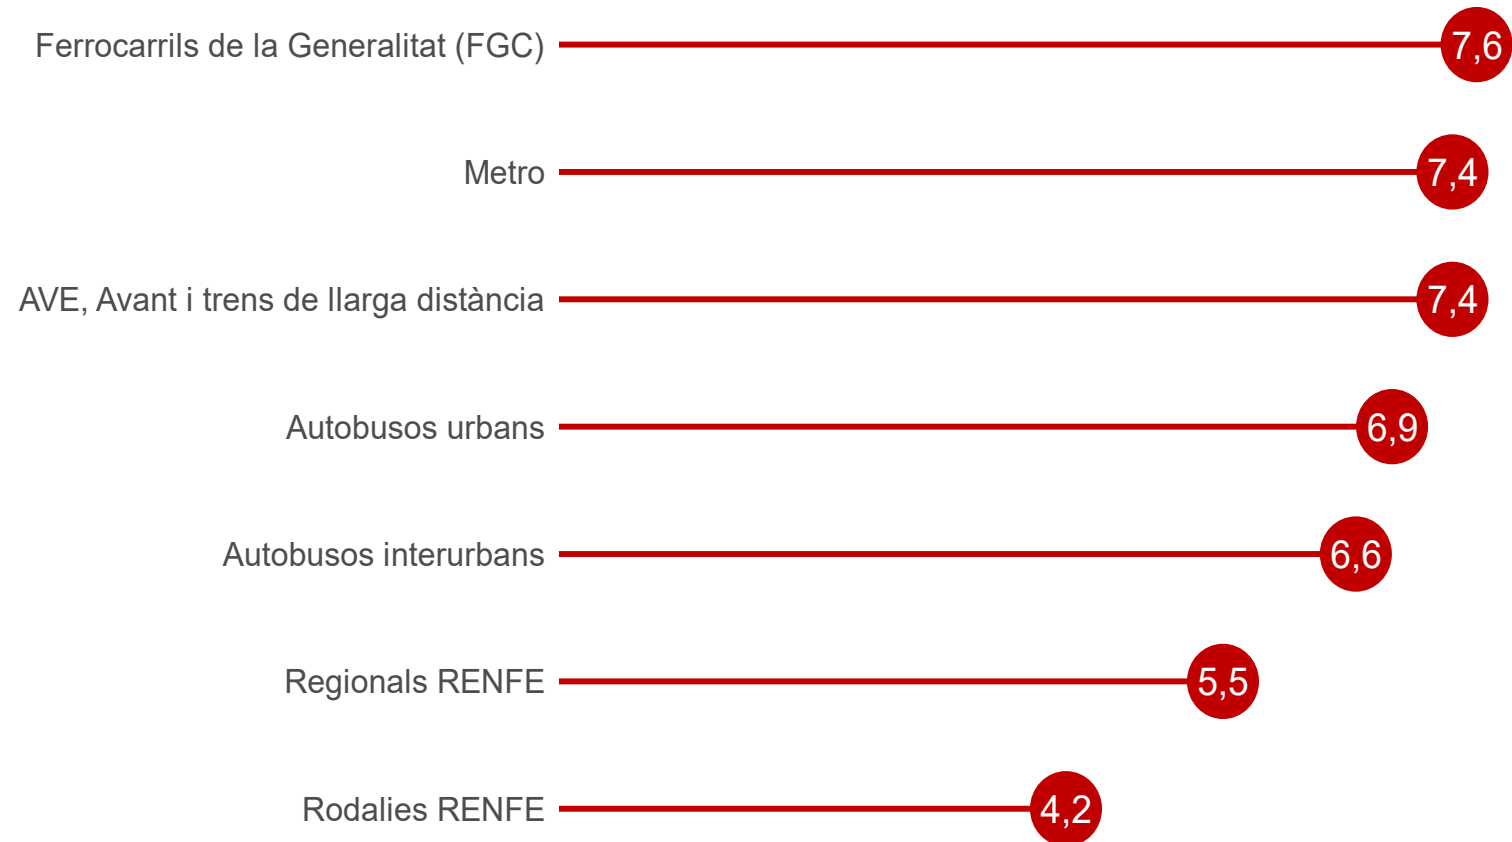 Ferrocarrils de la Generalitat (FGC) 7,6
Metro 7,4
AVE, Avant i trens de llarga distància 7,4
Autobusos urbans 6,9
Autobusos interurbans 6,6
Regionals RENFE 5,5
Rodalies RENFE 4,2